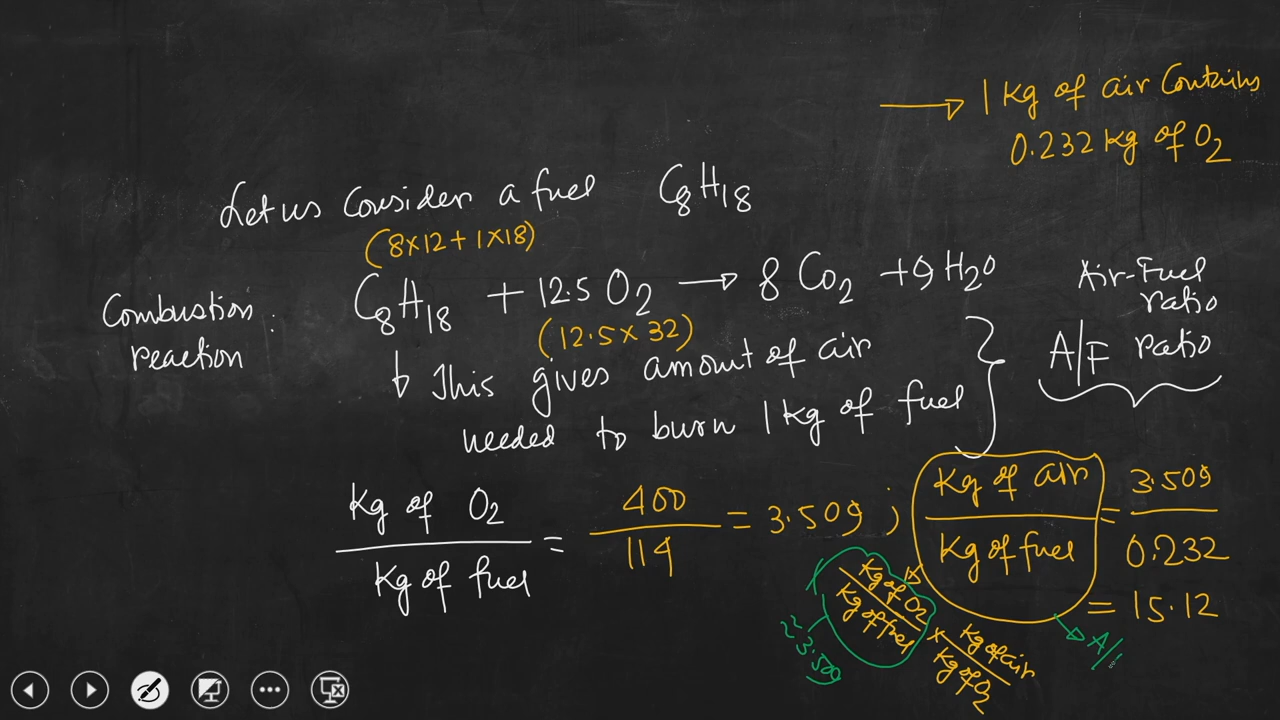 → 1 Kg of air Contains
0.232 kg of O₂
Let us Consider a fuel C₈H₁₈
(8×12 + 1×18)
Combustion reaction : C₈H₁₈ + 12.5 O₂ → 8 Co₂ + 9 H₂O
(12.5 × 32)
Air-Fuel
ratio
A/F ratio
↓ This gives amount of air
needed to burn 1 kg of fuel }
Kg of O₂ / Kg of fuel = 400 / 114 = 3.509 ; Kg of air / Kg of fuel = 3.509 / 0.232
= 15.12
Kg of O₂ / Kg of fuel × Kg of air / Kg of O₂
≈ 3.509
→ A/